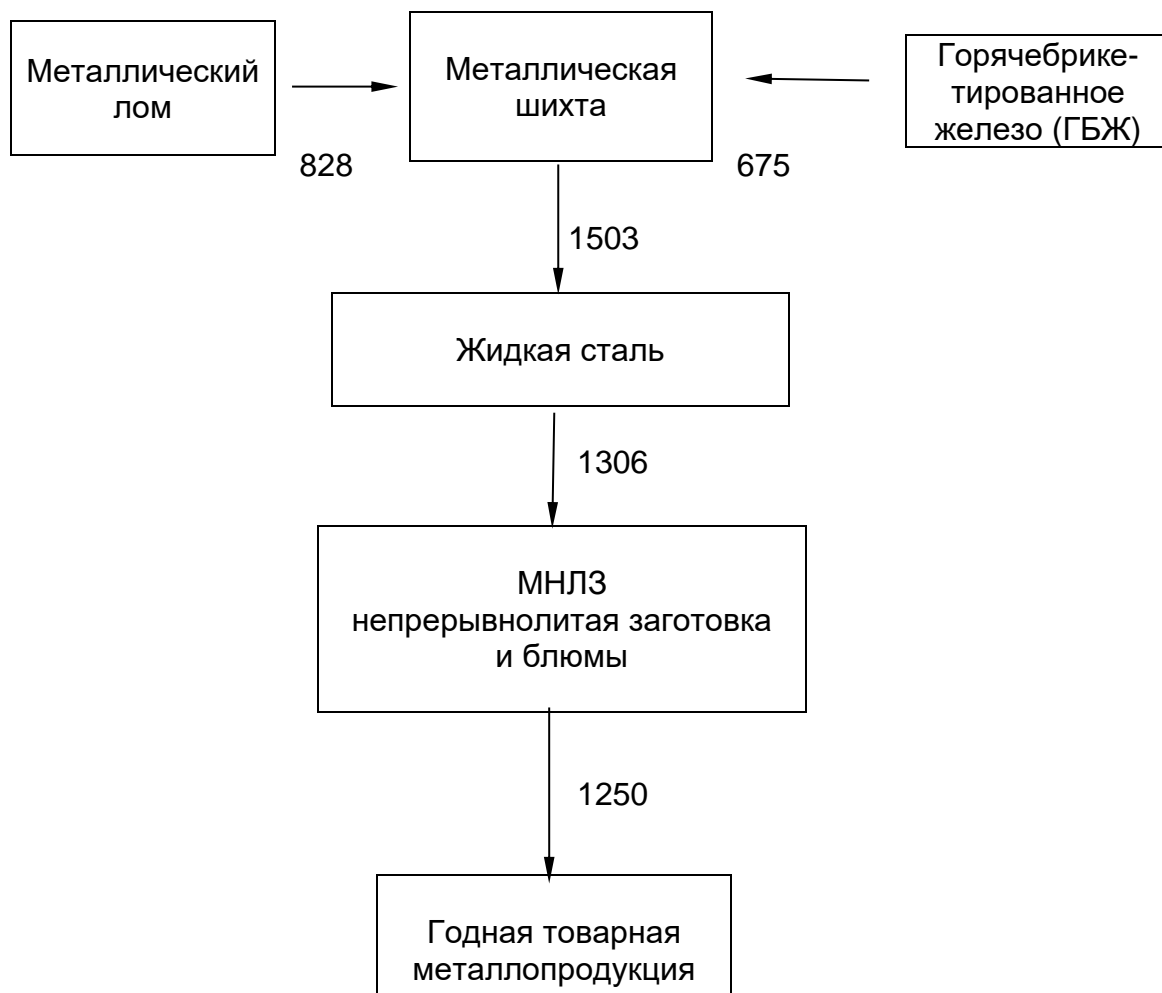 Металлический
лом
Металлическая
шихта
Горячебрике-
тированное
железо (ГБЖ)
828
675
1503
Жидкая сталь
1306
МНЛЗ
непрерывнолитая заготовка
и блюмы
1250
Годная товарная
металлопродукция